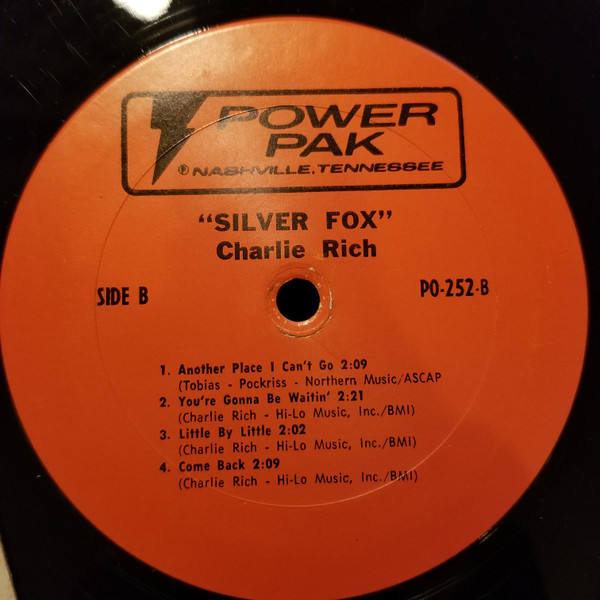 POWER
PAK
℗ NASHVILLE, TENNESSEE
"SILVER FOX"
Charlie Rich
SIDE B
PO-252-B
1. Another Place I Can't Go 2:09
(Tobias - Pockriss - Northern Music/ASCAP
2. You're Gonna Be Waitin' 2:21
(Charlie Rich - Hi-Lo Music, Inc./BMI)
3. Little By Little 2:02
(Charlie Rich - Hi-Lo Music, Inc./BMI)
4. Come Back 2:09
(Charlie Rich - Hi-Lo Music, Inc./BMI)